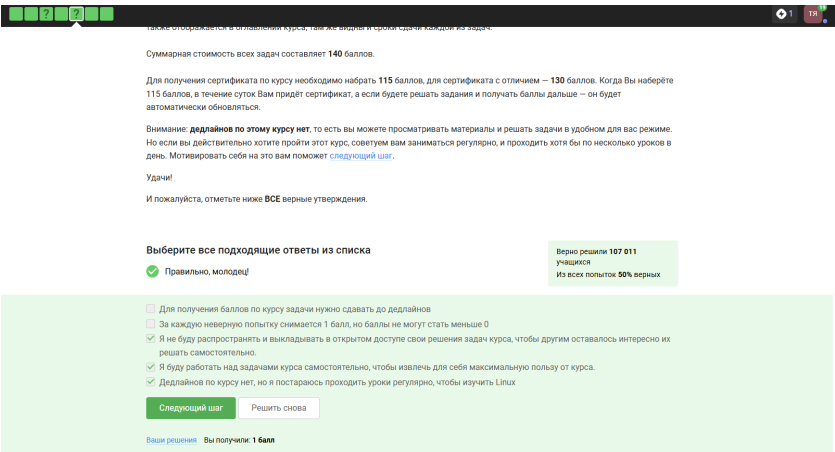 ? ?
1 ТЯ 19
также отображается в оглавлении курса, там же видны и сроки сдачи каждой из задач.
Суммарная стоимость всех задач составляет 140 баллов.
Для получения сертификата по курсу необходимо набрать 115 баллов, для сертификата с отличием — 130 баллов. Когда Вы наберёте
115 баллов, в течение суток Вам придёт сертификат, а если будете решать задания и получать баллы дальше — он будет
автоматически обновляться.
Внимание: дедлайнов по этому курсу нет, то есть вы можете просматривать материалы и решать задачи в удобном для вас режиме.
Но если вы действительно хотите пройти этот курс, советуем вам заниматься регулярно, и проходить хотя бы по несколько уроков в
день. Мотивировать себя на это вам поможет следующий шаг.
Удачи!
И пожалуйста, отметьте ниже ВСЕ верные утверждения.
Выберите все подходящие ответы из списка
Правильно, молодец!
Верно решили 107 011
учащихся
Из всех попыток 50% верных
Для получения баллов по курсу задачи нужно сдавать до дедлайнов
За каждую неверную попытку снимается 1 балл, но баллы не могут стать меньше 0
Я не буду распространять и выкладывать в открытом доступе свои решения задач курса, чтобы другим оставалось интересно их
решать самостоятельно.
Я буду работать над задачами курса самостоятельно, чтобы извлечь для себя максимальную пользу от курса.
Дедлайнов по курсу нет, но я постараюсь проходить уроки регулярно, чтобы изучить Linux
Следующий шаг Решить снова
Ваши решения Вы получили: 1 балл